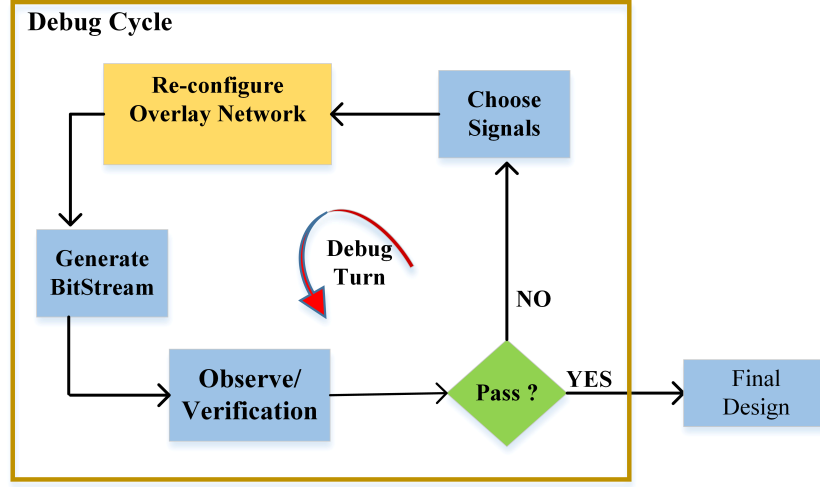 Debug Cycle
Re-configure
Overlay Network
Choose
Signals
Generate
BitStream
Debug
Turn
NO
Observe/
Verification
Pass ?
YES
Final
Design